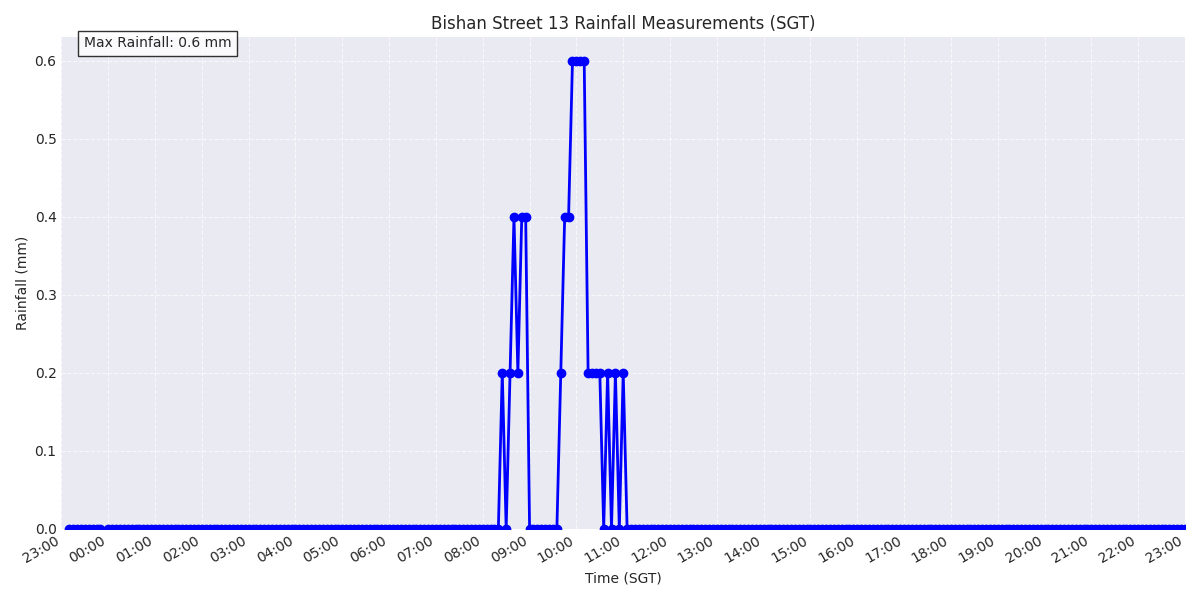 Bishan Street 13 Rainfall Measurements (SGT)
Max Rainfall: 0.6 mm
Rainfall (mm)
0.6
0.5
0.4
0.3
0.2
0.1
0.0
23:00 00:00 01:00 02:00 03:00 04:00 05:00 06:00 07:00 08:00 09:00 10:00 11:00 12:00 13:00 14:00 15:00 16:00 17:00 18:00 19:00 20:00 21:00 22:00 23:00
Time (SGT)